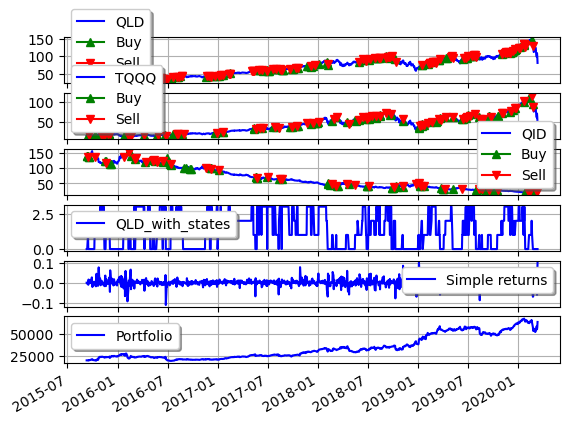 QLD
Buy
Sell
150
100
50
TQQQ
Buy
Sell
100
50
QID
Buy
Sell
150
100
50
QLD_with_states
2.5
0.0
Simple returns
0.1
0.0
−0.1
Portfolio
50000
25000
2015-07
2016-01
2016-07
2017-01
2017-07
2018-01
2018-07
2019-01
2019-07
2020-01